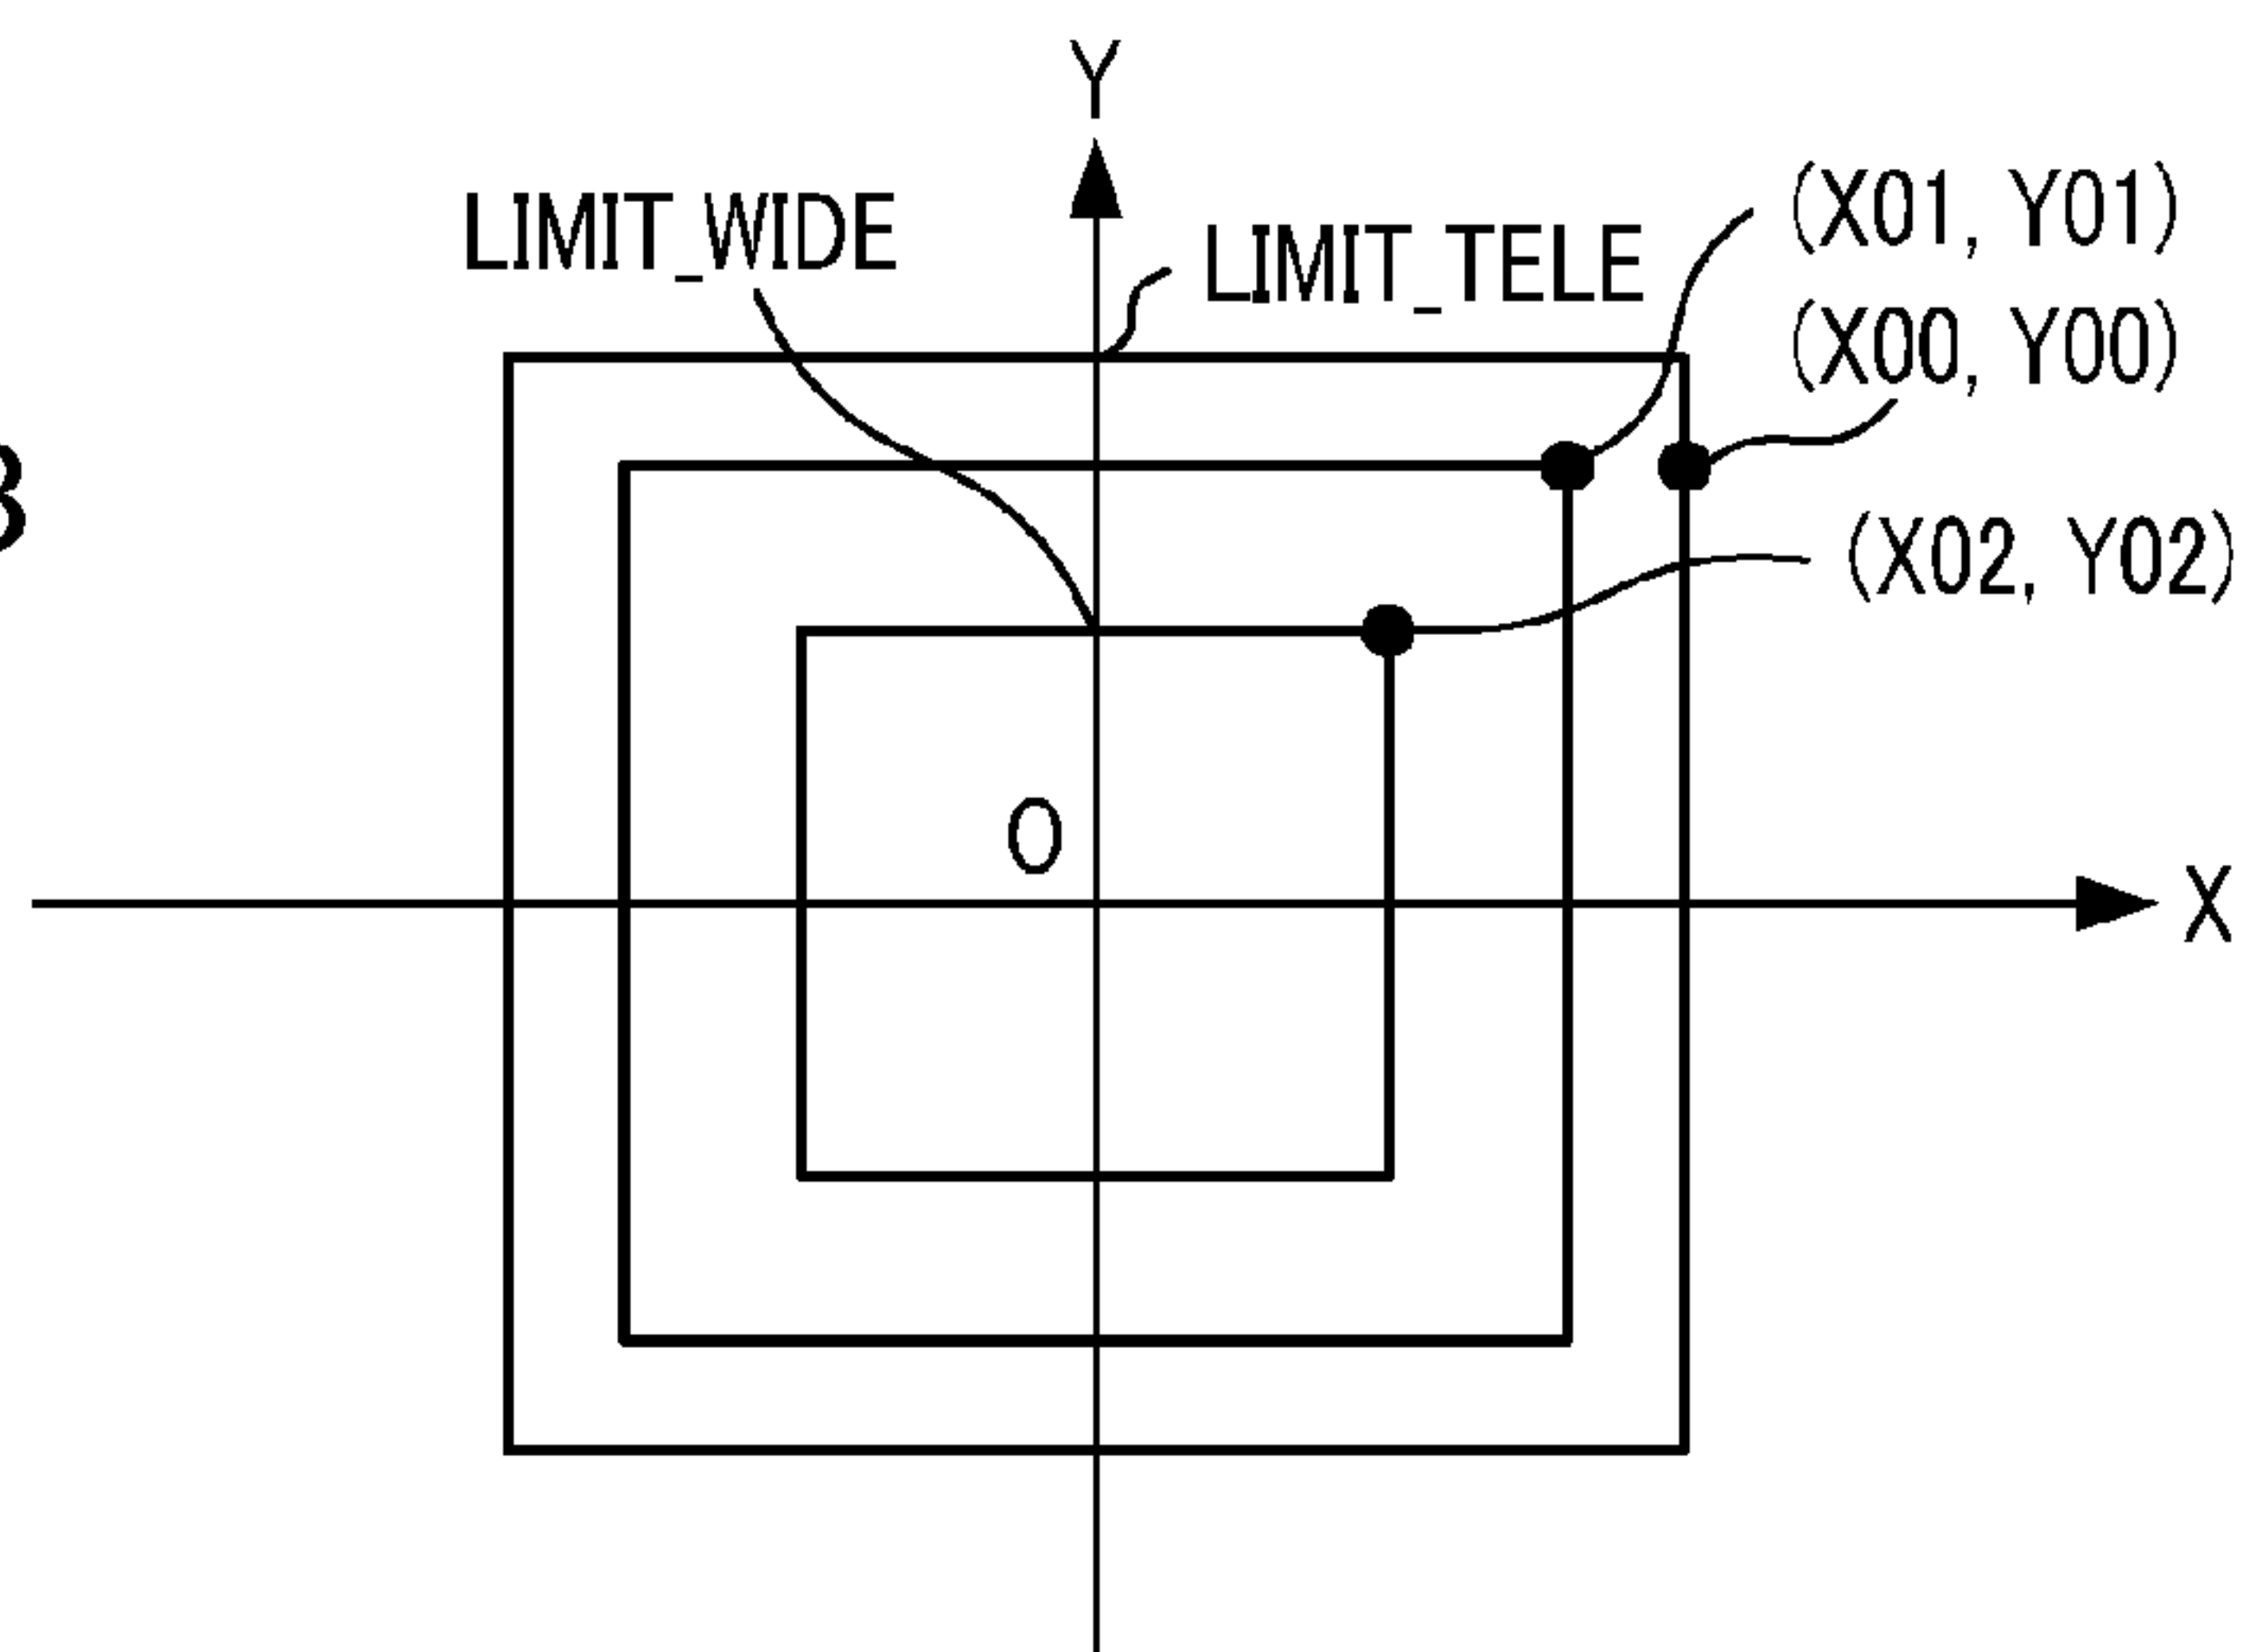 Y
LIMIT_WIDE
LIMIT_TELE
(X01, Y01)
(X00, Y00)
(X02, Y02)
O
X